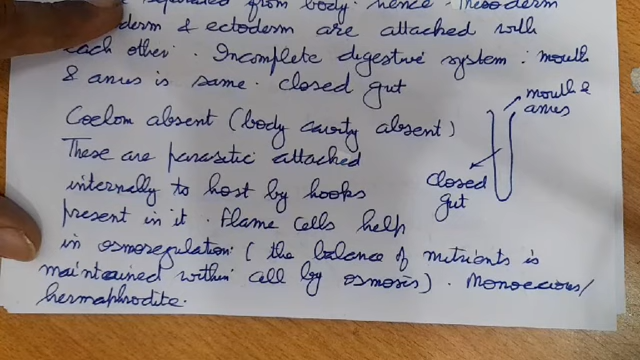 separated from body. Hence. Mesoderm
derm & ectoderm are attached with
each other. Incomplete digestive system: mouth
& anus is same. closed gut
mouth &
anus
Coelom absent (body cavity absent)
These are parasitic attached
internally to host by hooks
closed
gut
present in it. Flame cells help
in osmoregulation (the balance of nutrients is
maintained within cell by osmosis). Monoecious/
hermaphrodite.